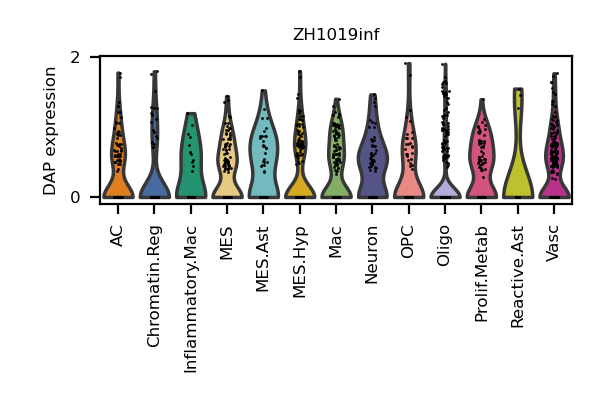 ZH1019inf
DAP expression
2
0
AC
Chromatin.Reg
Inflammatory.Mac
MES
MES.Ast
MES.Hyp
Mac
Neuron
OPC
Oligo
Prolif.Metab
Reactive.Ast
Vasc